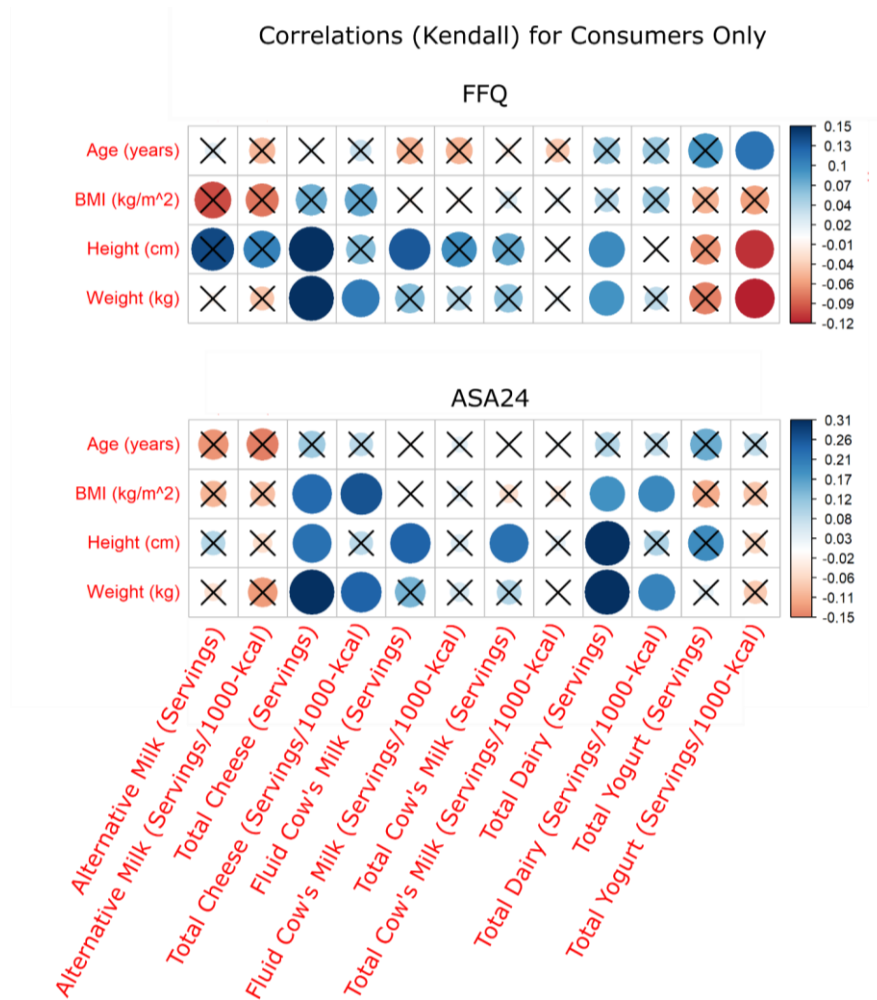 Correlations (Kendall) for Consumers Only
FFQ
Age (years)
BMI (kg/m^2)
Height (cm)
Weight (kg)
0.15
0.13
0.1
0.07
0.04
0.02
-0.01
-0.04
-0.06
-0.09
-0.12
ASA24
Age (years)
BMI (kg/m^2)
Height (cm)
Weight (kg)
0.31
0.26
0.21
0.17
0.12
0.08
0.03
-0.02
-0.06
-0.11
-0.15
Alternative Milk (Servings)
Alternative Milk (Servings/1000-kcal)
Total Cheese (Servings)
Total Cheese (Servings/1000-kcal)
Fluid Cow's Milk (Servings)
Fluid Cow's Milk (Servings/1000-kcal)
Total Cow's Milk (Servings)
Total Cow's Milk (Servings/1000-kcal)
Total Dairy (Servings)
Total Dairy (Servings/1000-kcal)
Total Yogurt (Servings)
Total Yogurt (Servings/1000-kcal)